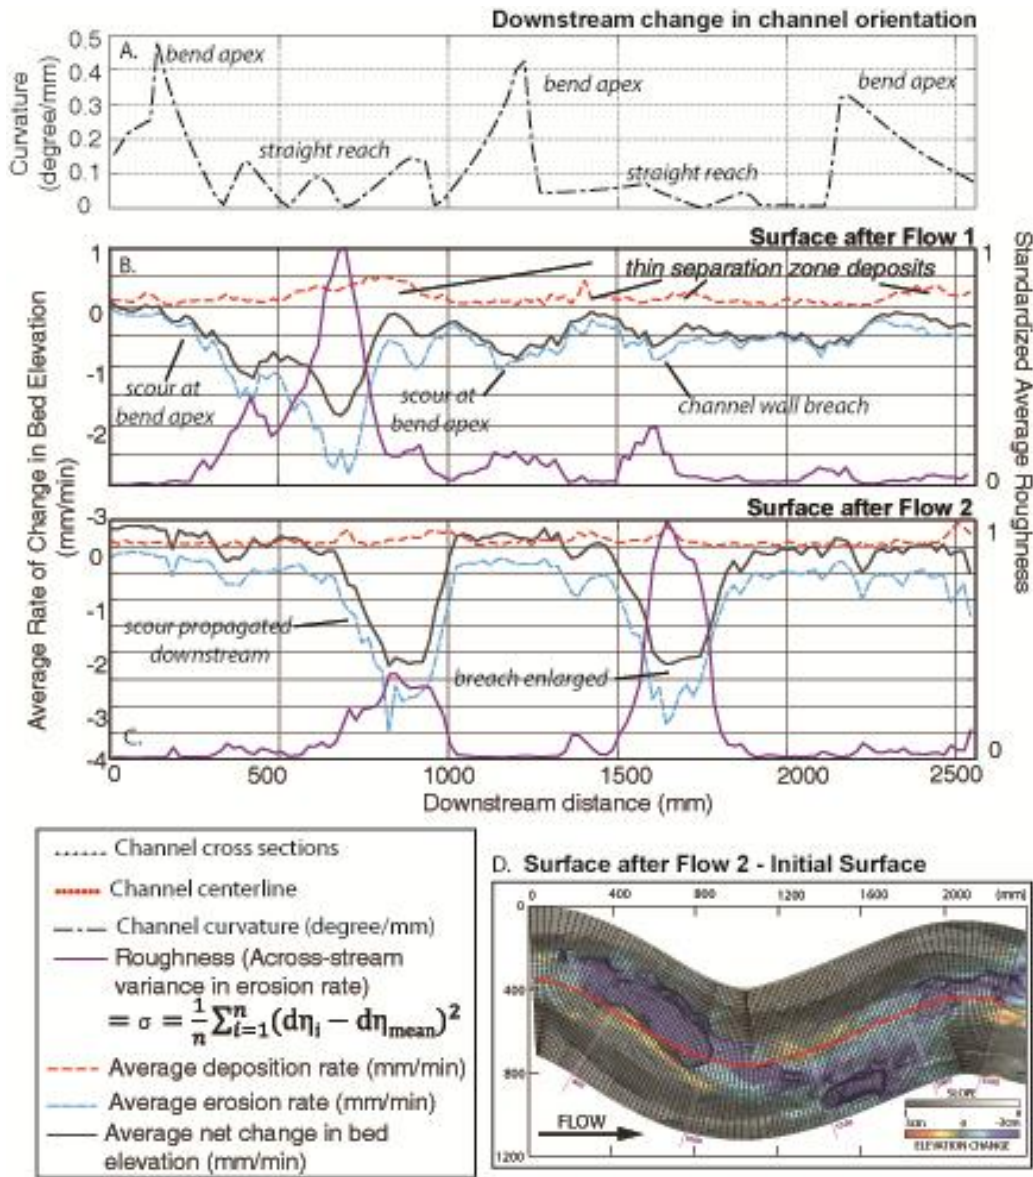 Downstream change in channel orientation
A.
bend apex
bend apex
bend apex
straight reach
straight reach
Curvature
(degree/mm)
0.5
0.4
0.3
0.2
0.1
0
Surface after Flow 1
B.
thin separation zone deposits
scour at
bend apex
scour at
bend apex
channel wall breach
1
0
-1
-2
-3
1
0
Average Rate of Change in Bed Elevation
(mm/min)
Standardized Average Roughness
Surface after Flow 2
scour propagated
downstream
breach enlarged
C.
0
-1
-2
-3
-4
1
0
0 500 1000 1500 2000 2500
Downstream distance (mm)
Channel cross sections
Channel centerline
Channel curvature (degree/mm)
Roughness (Across-stream
variance in erosion rate)
= σ = 1/n ∑ⁿᵢ₌₁(dηᵢ − dηmean)²
Average deposition rate (mm/min)
Average erosion rate (mm/min)
Average net change in bed
elevation (mm/min)
D. Surface after Flow 2 - Initial Surface
0 400 800 1200 1600 2000 (mm)
0
400
800
1200
FLOW
SLOPE
3cm 0 -3cm
ELEVATION CHANGE